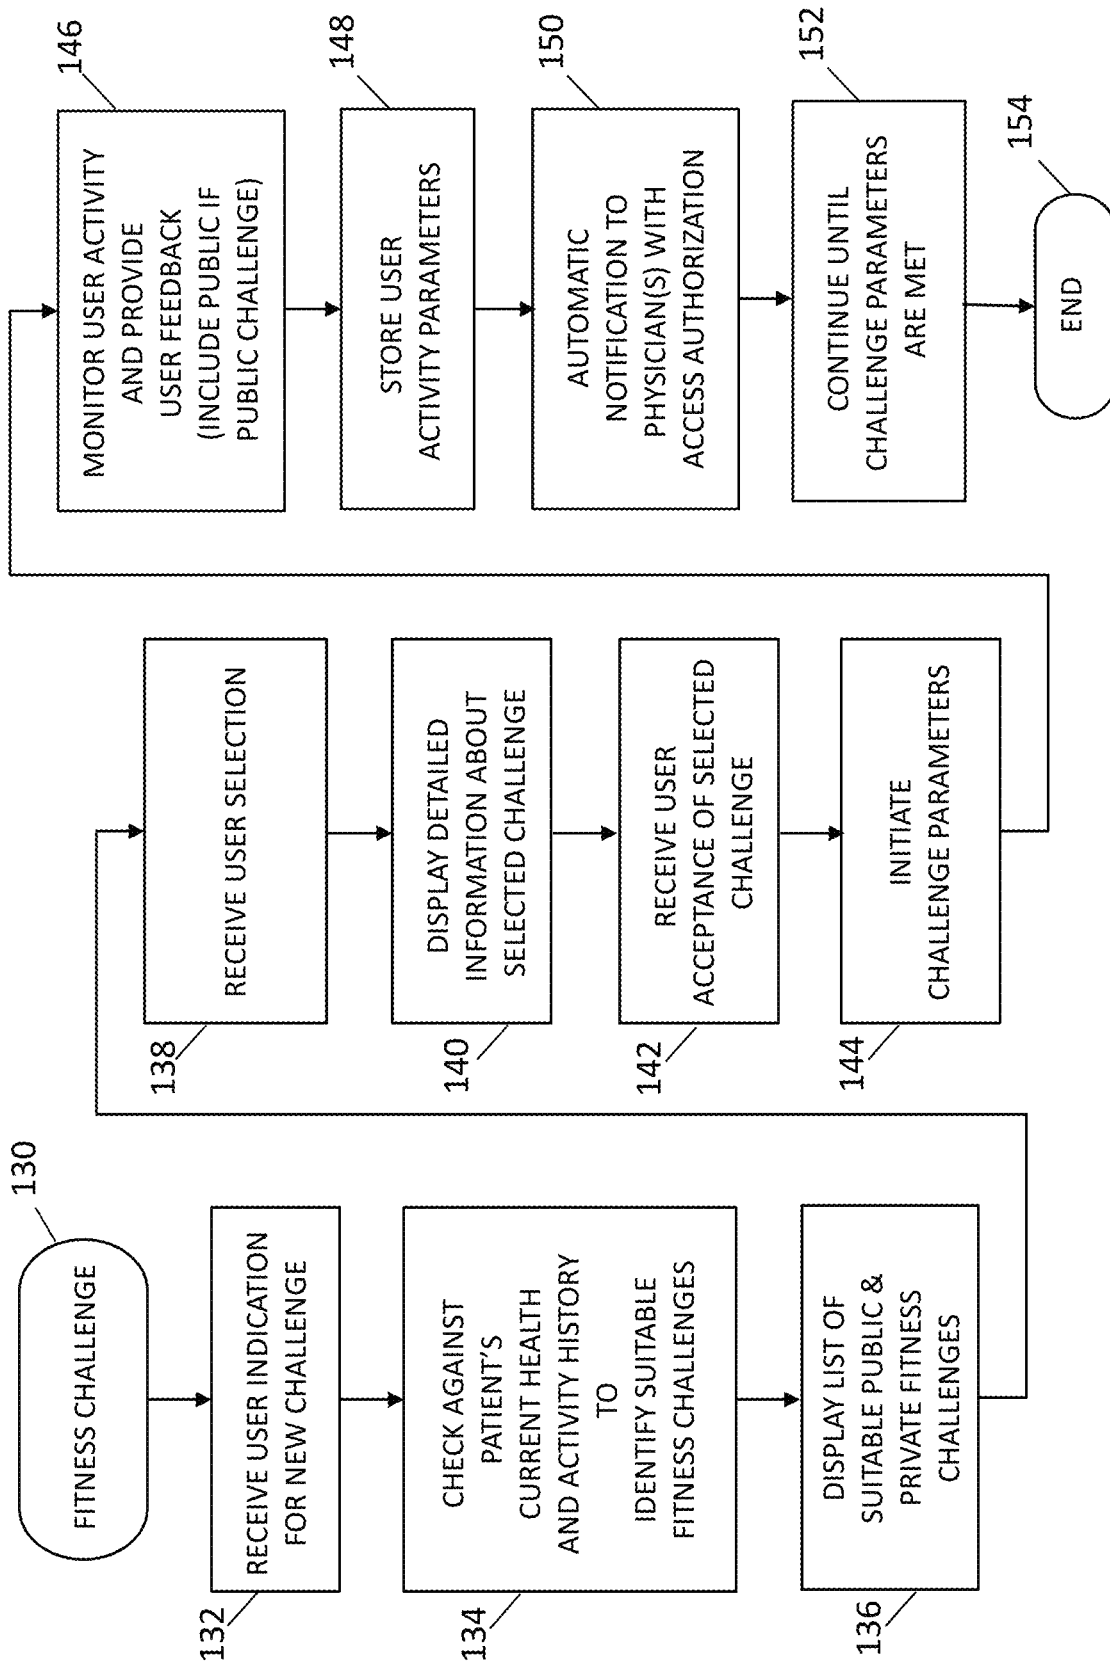 130
FITNESS CHALLENGE
RECEIVE USER INDICATION
FOR NEW CHALLENGE
132
CHECK AGAINST
PATIENT'S
CURRENT HEALTH
AND ACTIVITY HISTORY
TO
IDENTIFY SUITABLE
FITNESS CHALLENGES
134
DISPLAY LIST OF
SUITABLE PUBLIC &
PRIVATE FITNESS
CHALLENGES
136
RECEIVE USER SELECTION
138
DISPLAY DETAILED
INFORMATION ABOUT
SELECTED CHALLENGE
140
RECEIVE USER
ACCEPTANCE OF SELECTED
CHALLENGE
142
INITIATE
CHALLENGE PARAMETERS
144
146
MONITOR USER ACTIVITY
AND PROVIDE
USER FEEDBACK
(INCLUDE PUBLIC IF
PUBLIC CHALLENGE)
148
STORE USER
ACTIVITY PARAMETERS
150
AUTOMATIC
NOTIFICATION TO
PHYSICIAN(S) WITH
ACCESS AUTHORIZATION
152
CONTINUE UNTIL
CHALLENGE PARAMETERS
ARE MET
154
END